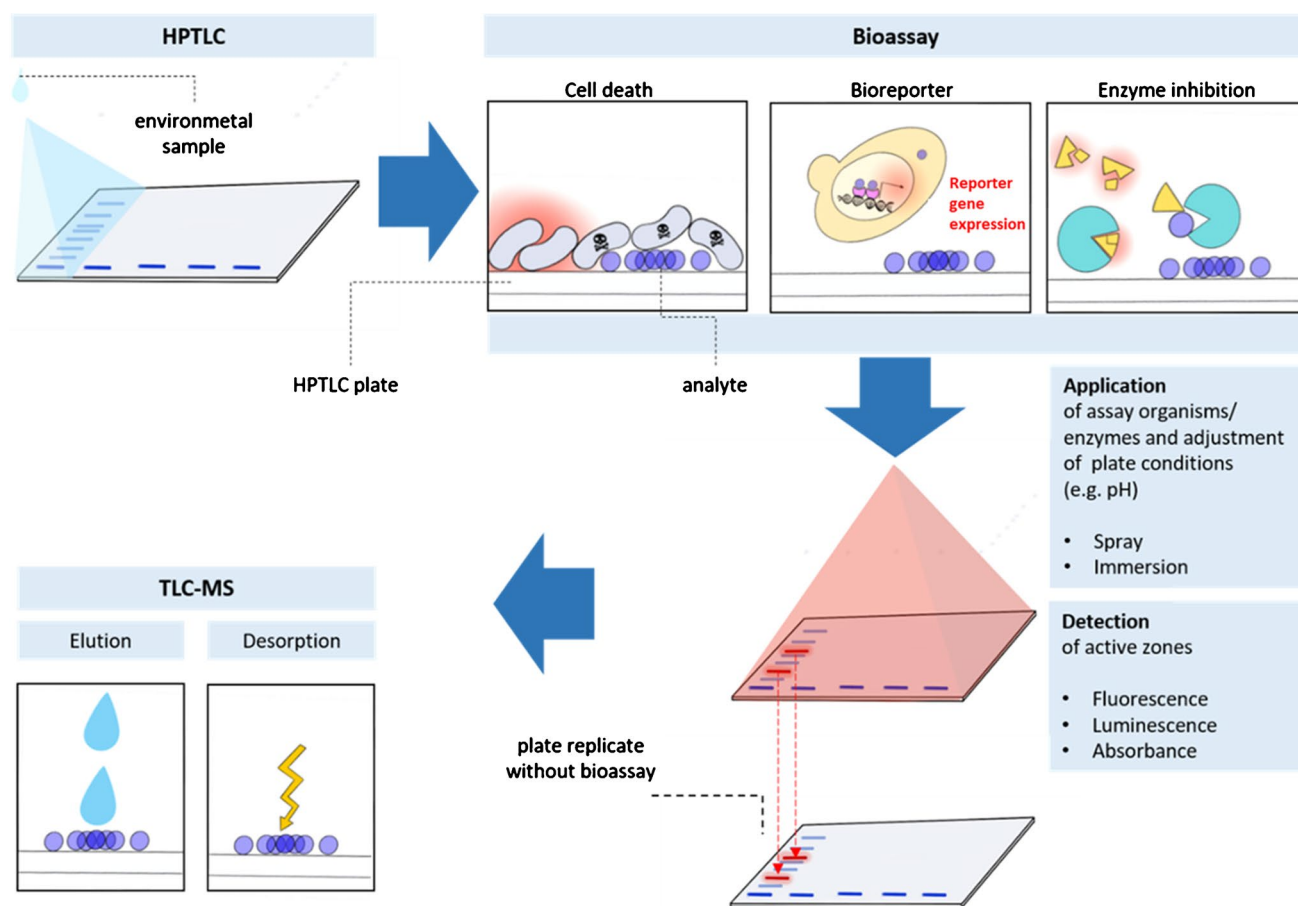 HPTLC
environmetal
sample
Bioassay
Cell death
Bioreporter
Enzyme inhibition
Reporter
gene
expression
HPTLC plate
analyte
Application
of assay organisms/
enzymes and adjustment
of plate conditions
(e.g. pH)
• Spray
• Immersion
Detection
of active zones
• Fluorescence
• Luminescence
• Absorbance
TLC-MS
Elution
Desorption
plate replicate
without bioassay